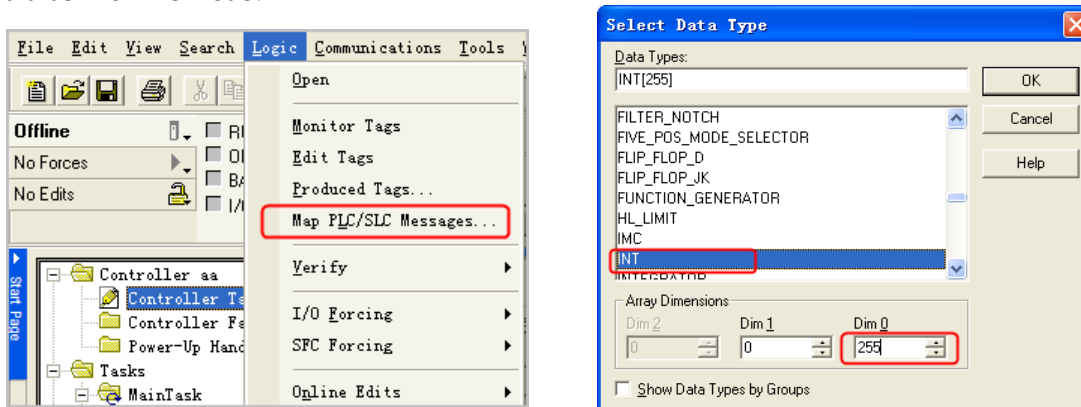 File Edit View Search Logic Communications Tools
Open
Monitor Tags
Edit Tags
Produced Tags...
Map PLC/SLC Messages...
Verify
I/O Forcing
SFC Forcing
Online Edits
Offline
No Forces
No Edits
Start Page
Controller aa
Controller
Controller
Power-Up Hand
Tasks
MainTask
Select Data Type
Data Types:
INT[255]
OK
Cancel
Help
FILTER_NOTCH
FIVE_POS_MODE_SELECTOR
FLIP_FLOP_D
FLIP_FLOP_JK
FUNCTION_GENERATOR
HL_LIMIT
IMC
INT
INTEGRATOR
Array Dimensions
Dim 2 Dim 1 Dim 0
0 0 255
Show Data Types by Groups